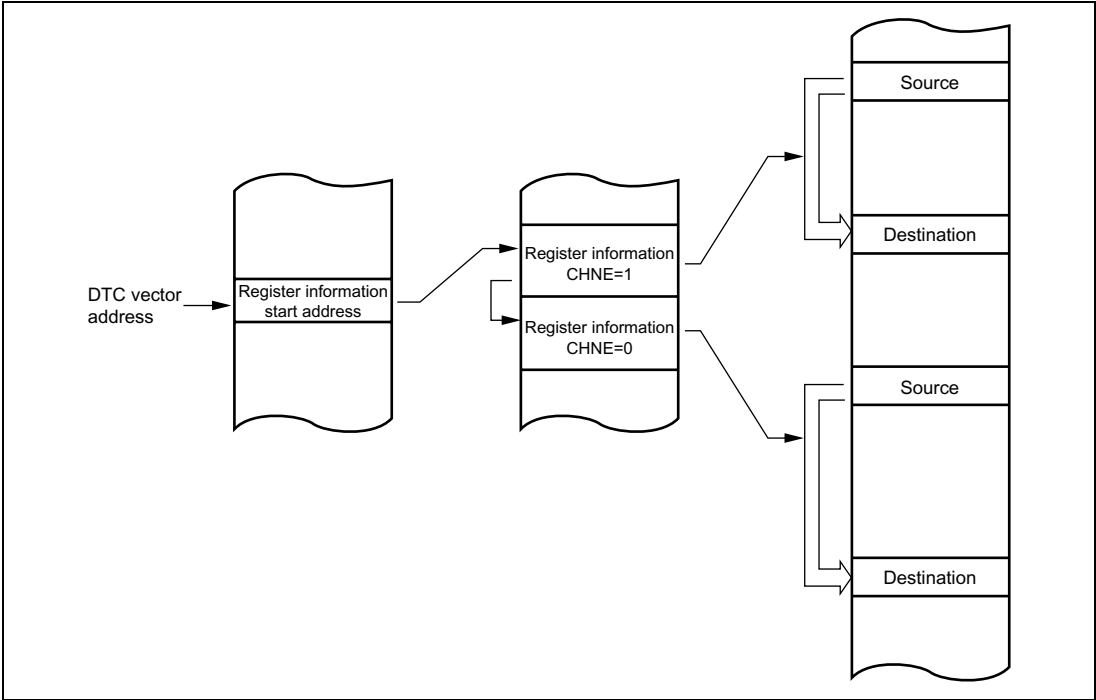 DTC vector
address
Register information
start address
Register information
CHNE=1
Register information
CHNE=0
Source
Destination
Source
Destination